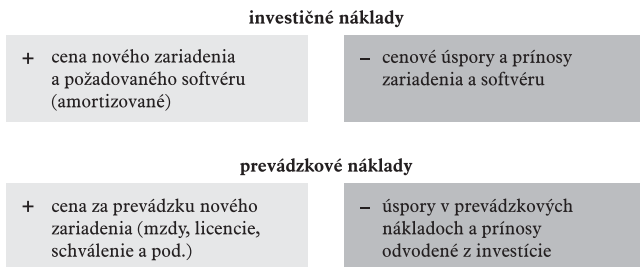 investičné náklady
+ cena nového zariadenia
a požadovaného softvéru
(amortizované)
– cenové úspory a prínosy
zariadenia a softvéru
prevádzkové náklady
+ cena za prevádzku nového
zariadenia (mzdy, licencie,
schválenie a pod.)
– úspory v prevádzkových
nákladoch a prínosy
odvodené z investície